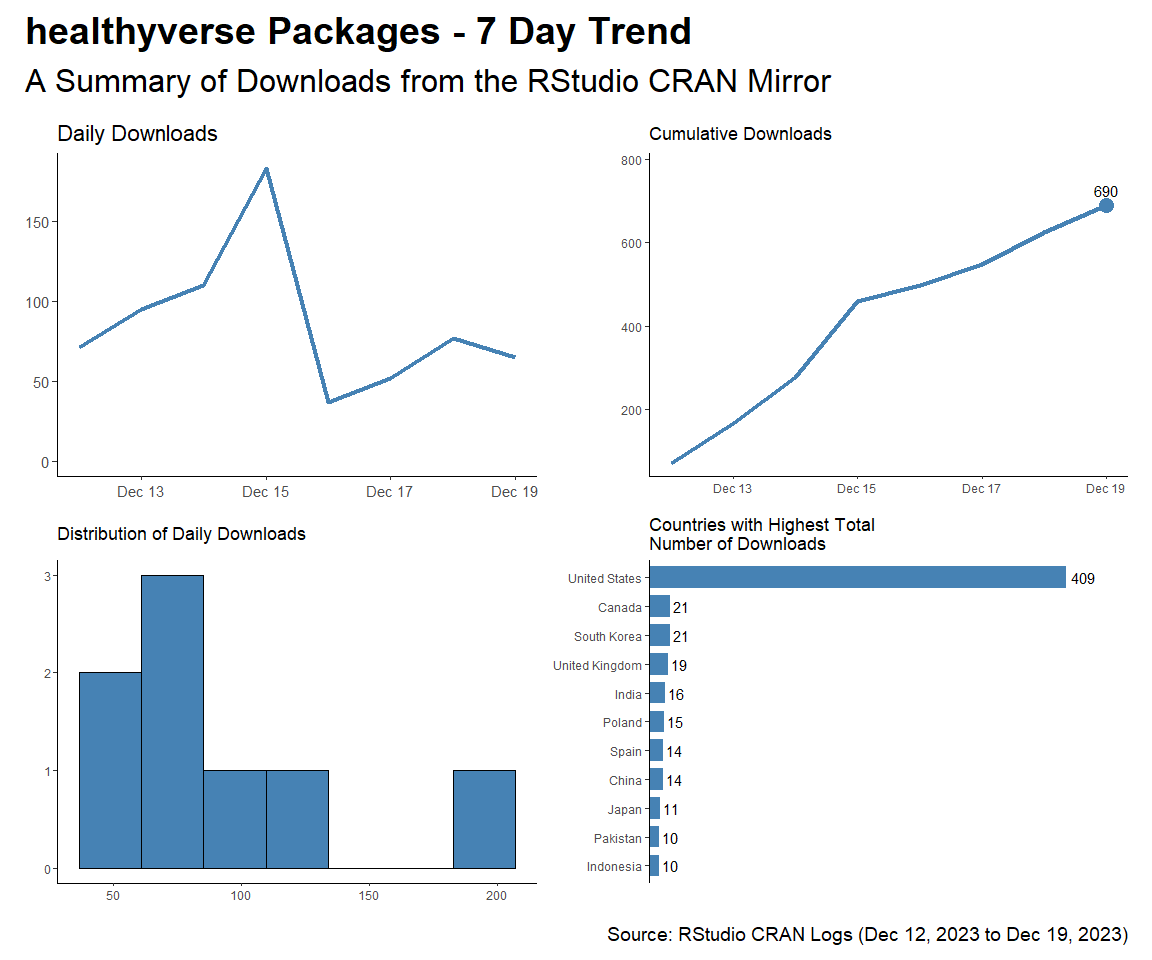 healthyverse Packages - 7 Day Trend
A Summary of Downloads from the RStudio CRAN Mirror
Daily Downloads
150
100
50
0
Dec 13
Dec 15
Dec 17
Dec 19
Cumulative Downloads
800
600
400
200
690
Dec 13
Dec 15
Dec 17
Dec 19
Distribution of Daily Downloads
3
2
1
0
50
100
150
200
Countries with Highest Total
Number of Downloads
United States 409
Canada 21
South Korea 21
United Kingdom 19
India 16
Poland 15
Spain 14
China 14
Japan 11
Pakistan 10
Indonesia 10
Source: RStudio CRAN Logs (Dec 12, 2023 to Dec 19, 2023)